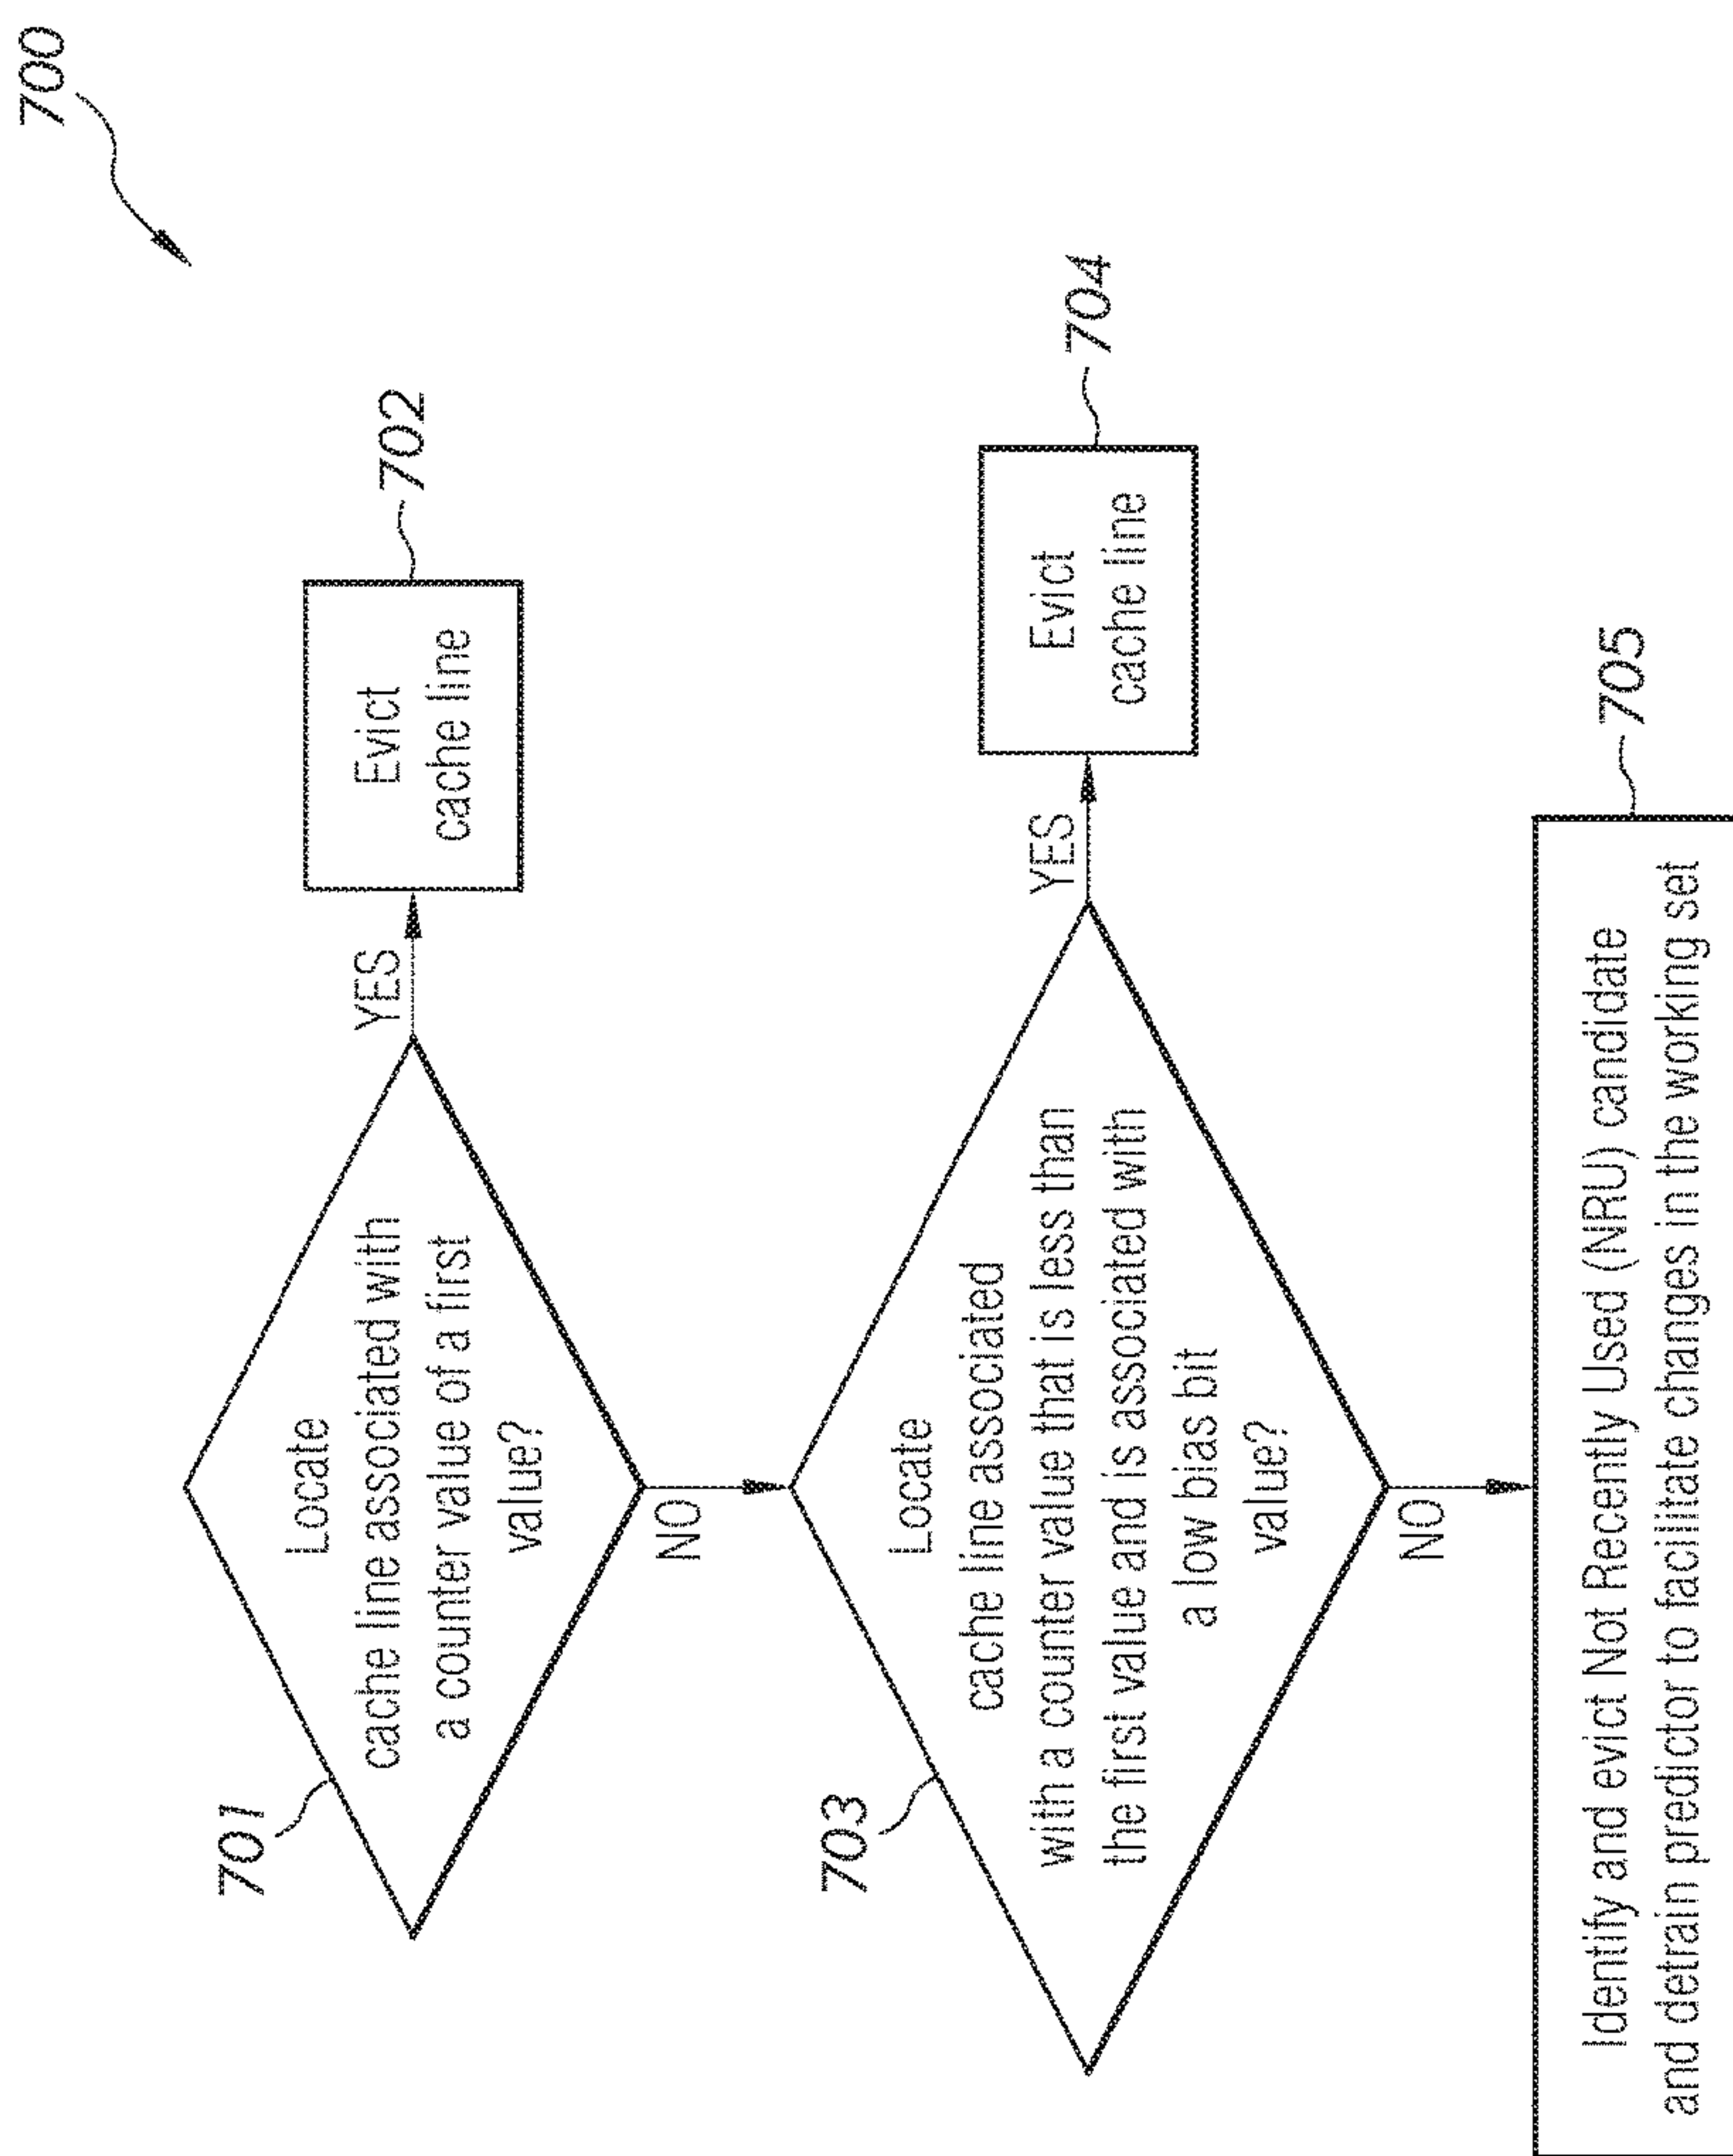 700
701
Locate
cache line associated with
a counter value of a first
value?
YES
Evict
cache line
702
NO
703
Locate
cache line associated
with a counter value that is less than
the first value and is associated with
a low bias bit
value?
YES
Evict
cache line
704
NO
705
Identify and evict Not Recently Used (NRU) candidate
and detrain predictor to facilitate changes in the working set